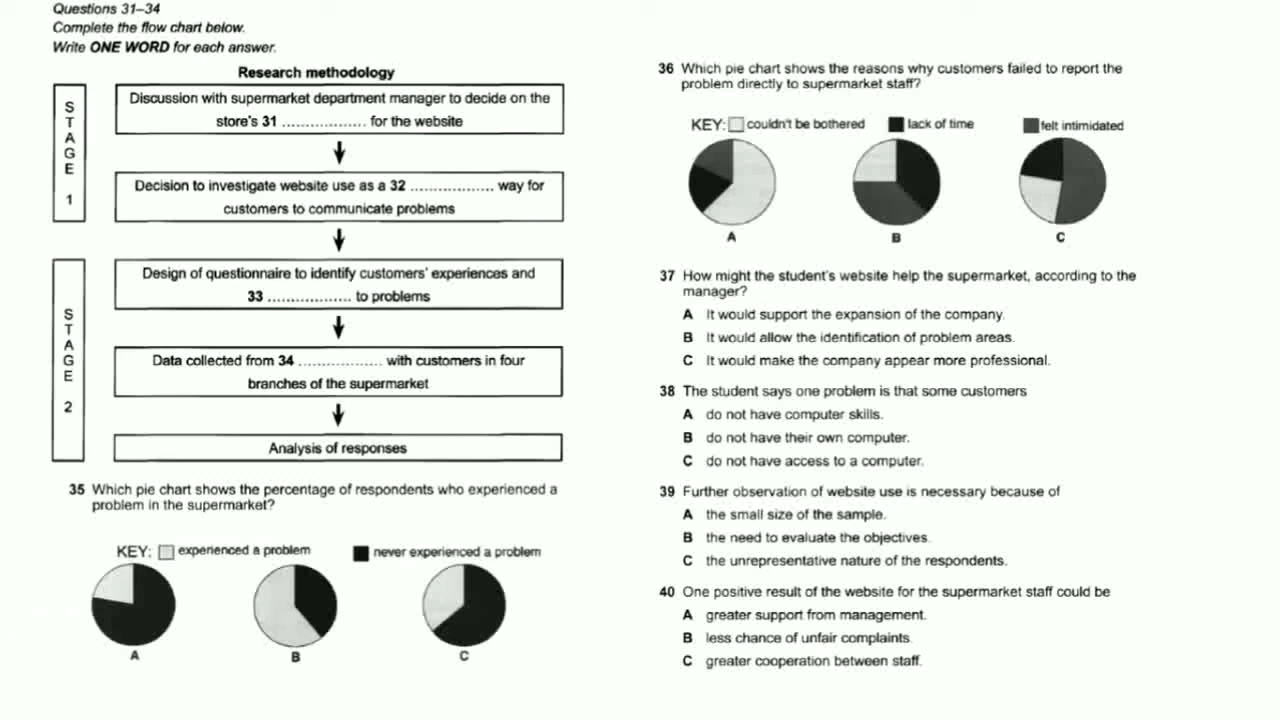 Questions 31–34
Complete the flow chart below.
Write ONE WORD for each answer.
Research methodology
STAGE 1
Discussion with supermarket department manager to decide on the
store's 31 .................. for the website
Decision to investigate website use as a 32 .................. way for
customers to communicate problems
STAGE 2
Design of questionnaire to identify customers' experiences and
33 .................. to problems
Data collected from 34 .................. with customers in four
branches of the supermarket
Analysis of responses
35 Which pie chart shows the percentage of respondents who experienced a
problem in the supermarket?
KEY: experienced a problem never experienced a problem
A B C
36 Which pie chart shows the reasons why customers failed to report the
problem directly to supermarket staff?
KEY: couldn't be bothered lack of time felt intimidated
A B C
37 How might the student's website help the supermarket, according to the
manager?
A It would support the expansion of the company.
B It would allow the identification of problem areas.
C It would make the company appear more professional.
38 The student says one problem is that some customers
A do not have computer skills.
B do not have their own computer.
C do not have access to a computer.
39 Further observation of website use is necessary because of
A the small size of the sample.
B the need to evaluate the objectives.
C the unrepresentative nature of the respondents.
40 One positive result of the website for the supermarket staff could be
A greater support from management.
B less chance of unfair complaints.
C greater cooperation between staff.